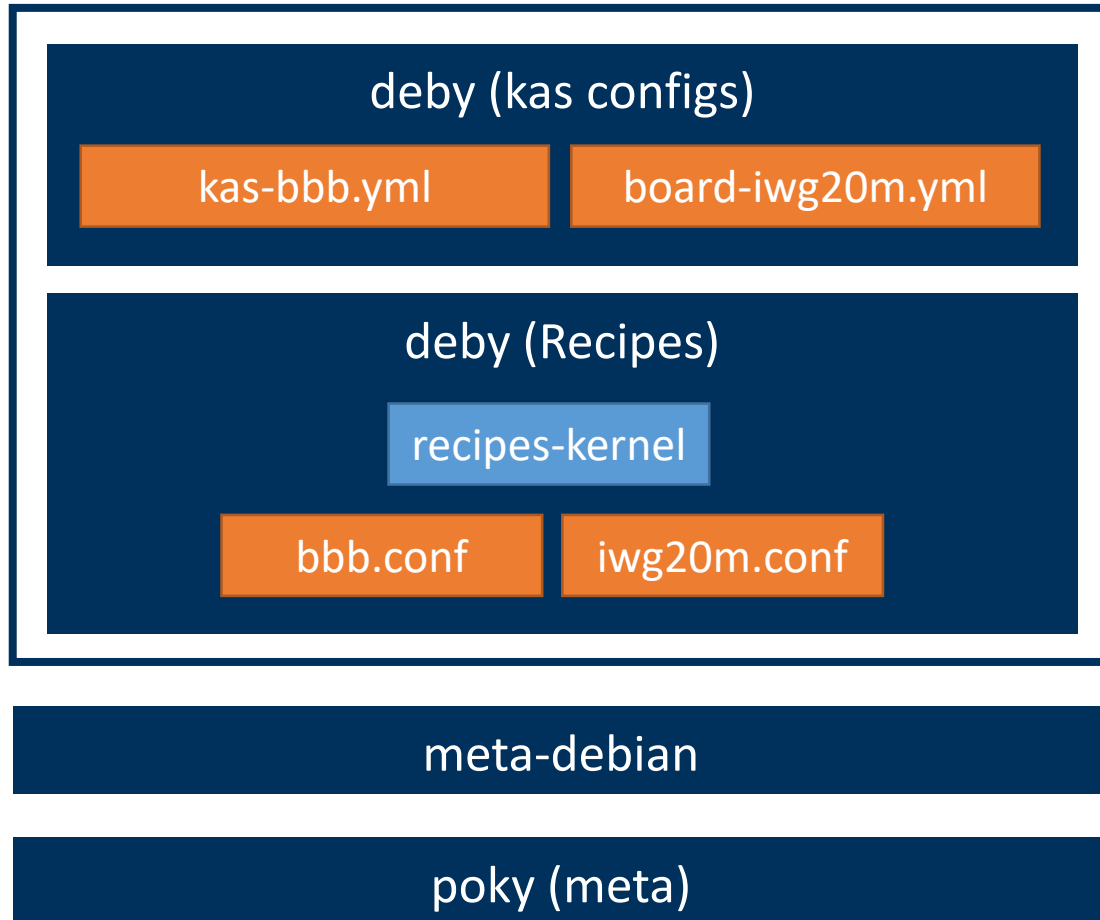 deby (kas configs)
kas-bbb.yml
board-iwg20m.yml
deby (Recipes)
recipes-kernel
bbb.conf
iwg20m.conf
meta-debian
poky (meta)